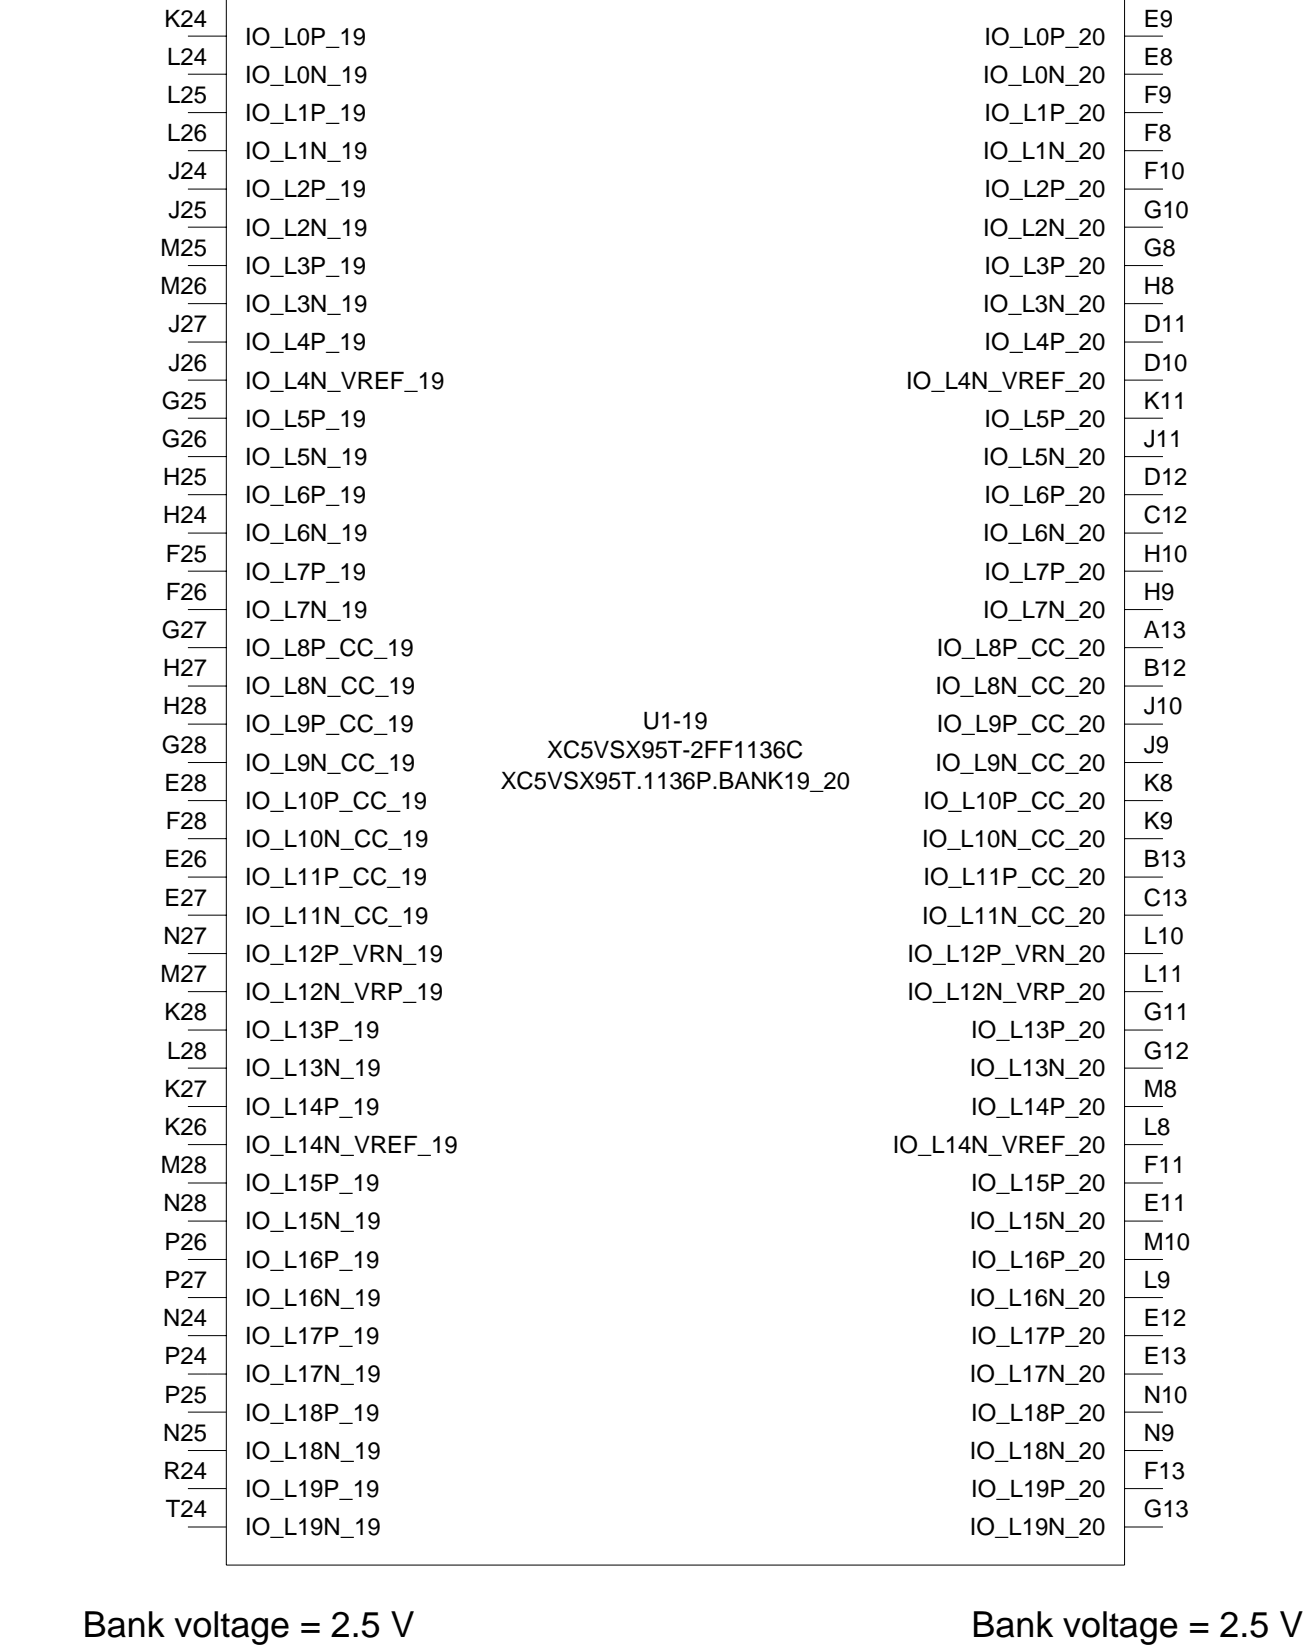 K24 IO_L0P_19 IO_L0P_20 E9
L24 IO_L0N_19 IO_L0N_20 E8
L25 IO_L1P_19 IO_L1P_20 F9
L26 IO_L1N_19 IO_L1N_20 F8
J24 IO_L2P_19 IO_L2P_20 F10
J25 IO_L2N_19 IO_L2N_20 G10
M25 IO_L3P_19 IO_L3P_20 G8
M26 IO_L3N_19 IO_L3N_20 H8
J27 IO_L4P_19 IO_L4P_20 D11
J26 IO_L4N_VREF_19 IO_L4N_VREF_20 D10
G25 IO_L5P_19 IO_L5P_20 K11
G26 IO_L5N_19 IO_L5N_20 J11
H25 IO_L6P_19 IO_L6P_20 D12
H24 IO_L6N_19 IO_L6N_20 C12
F25 IO_L7P_19 IO_L7P_20 H10
F26 IO_L7N_19 IO_L7N_20 H9
G27 IO_L8P_CC_19 IO_L8P_CC_20 A13
H27 IO_L8N_CC_19 IO_L8N_CC_20 B12
H28 IO_L9P_CC_19 U1-19 IO_L9P_CC_20 J10
G28 IO_L9N_CC_19 XC5VSX95T-2FF1136C IO_L9N_CC_20 J9
E28 IO_L10P_CC_19 XC5VSX95T.1136P.BANK19_20 IO_L10P_CC_20 K8
F28 IO_L10N_CC_19 IO_L10N_CC_20 K9
E26 IO_L11P_CC_19 IO_L11P_CC_20 B13
E27 IO_L11N_CC_19 IO_L11N_CC_20 C13
N27 IO_L12P_VRN_19 IO_L12P_VRN_20 L10
M27 IO_L12N_VRP_19 IO_L12N_VRP_20 L11
K28 IO_L13P_19 IO_L13P_20 G11
L28 IO_L13N_19 IO_L13N_20 G12
K27 IO_L14P_19 IO_L14P_20 M8
K26 IO_L14N_VREF_19 IO_L14N_VREF_20 L8
M28 IO_L15P_19 IO_L15P_20 F11
N28 IO_L15N_19 IO_L15N_20 E11
P26 IO_L16P_19 IO_L16P_20 M10
P27 IO_L16N_19 IO_L16N_20 L9
N24 IO_L17P_19 IO_L17P_20 E12
P24 IO_L17N_19 IO_L17N_20 E13
P25 IO_L18P_19 IO_L18P_20 N10
N25 IO_L18N_19 IO_L18N_20 N9
R24 IO_L19P_19 IO_L19P_20 F13
T24 IO_L19N_19 IO_L19N_20 G13
Bank voltage = 2.5 V Bank voltage = 2.5 V